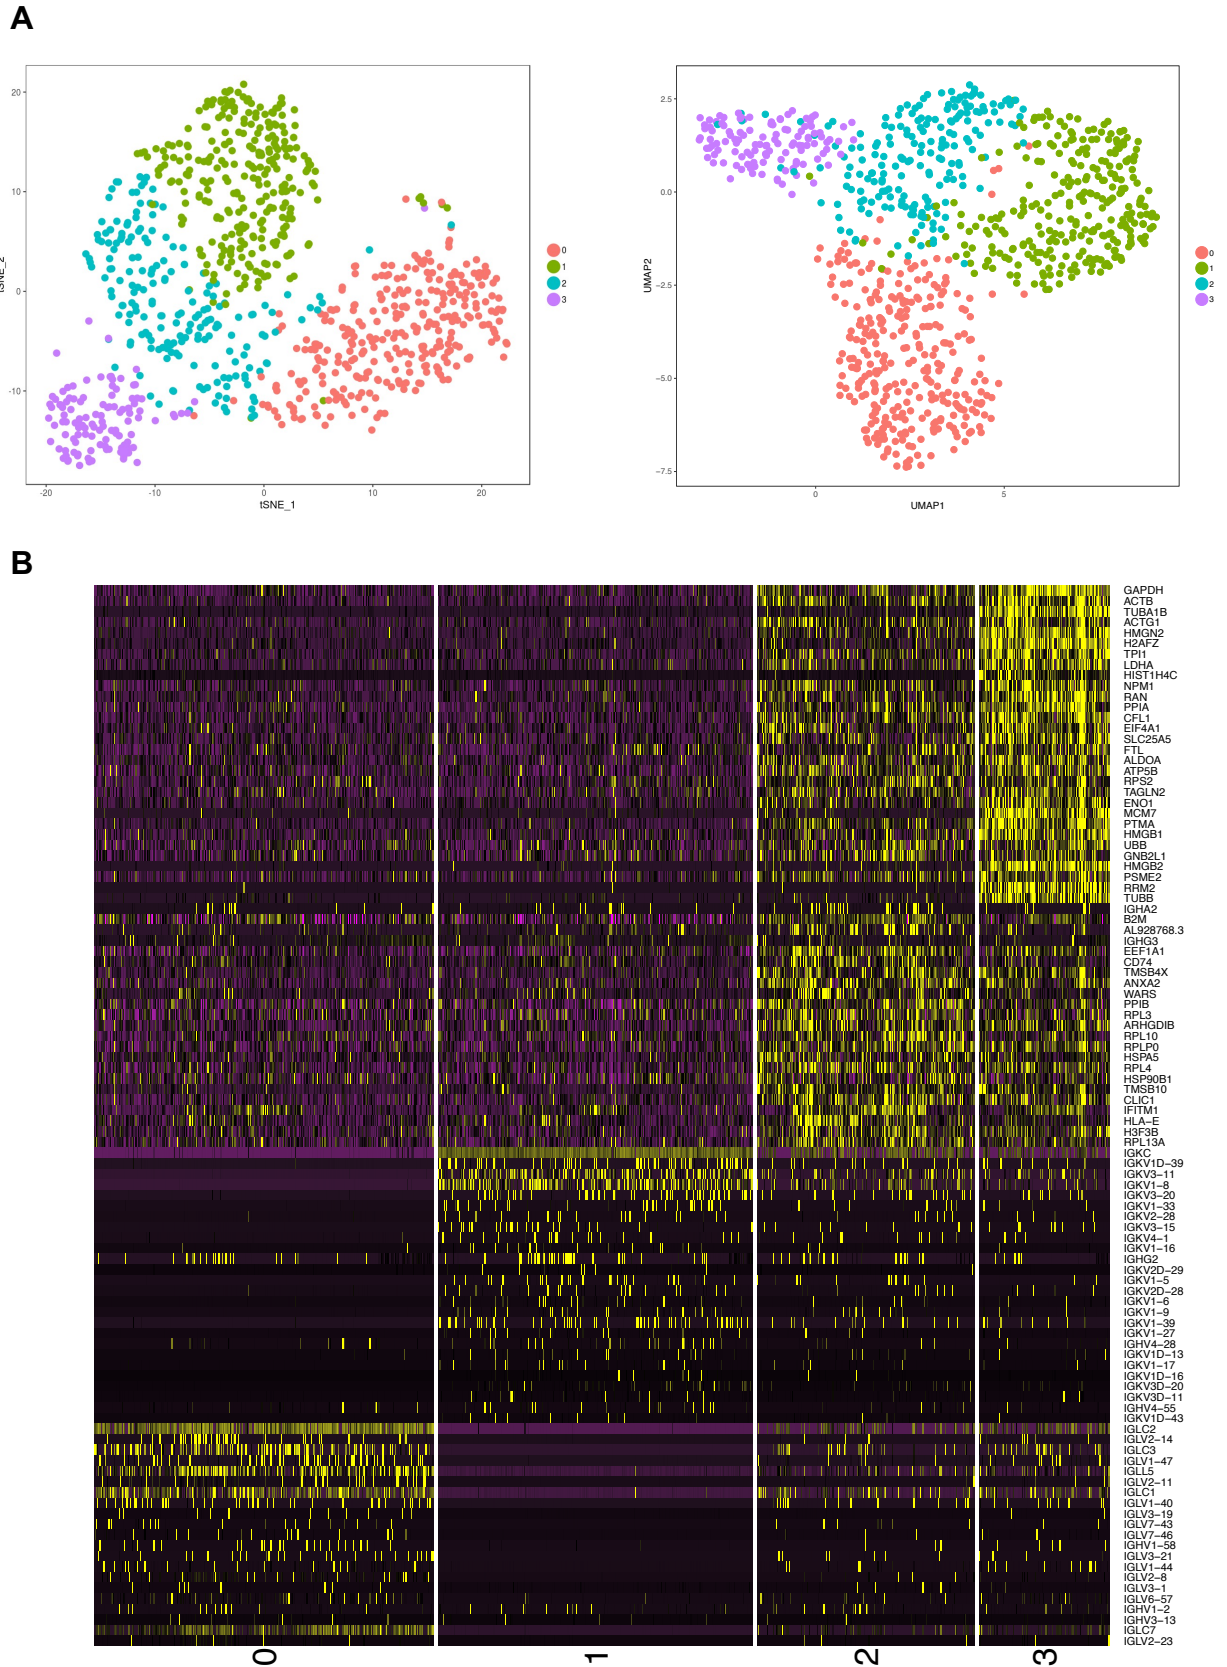 A
20
10
0
-10
-20
-10
0
10
20
tSNE_1
0
1
2
3
2.5
0.0
−2.5
−5.0
−7.5
0
5
UMAP1
UMAP2
0
1
2
3
B
GAPDH
ACTB
TUBA1B
ACTG1
HMGN2
H2AFZ
TPI1
LDHA
HIST1H4C
NPM1
RAN
PPIA
CFL1
EIF4A1
SLC25A5
FTL
ALDOA
ATP5B
RPS2
TAGLN2
ENO1
MCM7
PTMA
HMGB1
UBB
GNB2L1
HMGB2
PSME2
RRM2
TUBB
IGHA2
B2M
AL928768.3
IGHG3
EEF1A1
CD74
TMSB4X
ANXA2
WARS
PPIB
RPL3
ARHGDIB
RPL10
RPLP0
HSPA5
RPL4
HSP90B1
TMSB10
CLIC1
IFITM1
HLA−E
H3F3B
RPL13A
IGKC
IGKV1D−39
IGKV3−11
IGKV1−8
IGKV3−20
IGKV1−33
IGKV2−28
IGKV3−15
IGKV4−1
IGKV1−16
IGHG2
IGKV2D−29
IGKV1−5
IGKV2D−28
IGKV1−6
IGKV1−9
IGKV1−39
IGKV1−27
IGHV4−28
IGKV1D−13
IGKV1−17
IGKV1D−16
IGKV3D−20
IGKV3D−11
IGHV4−55
IGKV1D−43
IGLC2
IGLV2−14
IGLC3
IGLV1−47
IGLL5
IGLV2−11
IGLC1
IGLV1−40
IGLV3−19
IGLV7−43
IGLV7−46
IGHV1−58
IGLV3−21
IGLV1−44
IGLV2−8
IGLV3−1
IGLV6−57
IGHV1−2
IGHV3−13
IGLC7
IGLV2−23
0
1
2
3